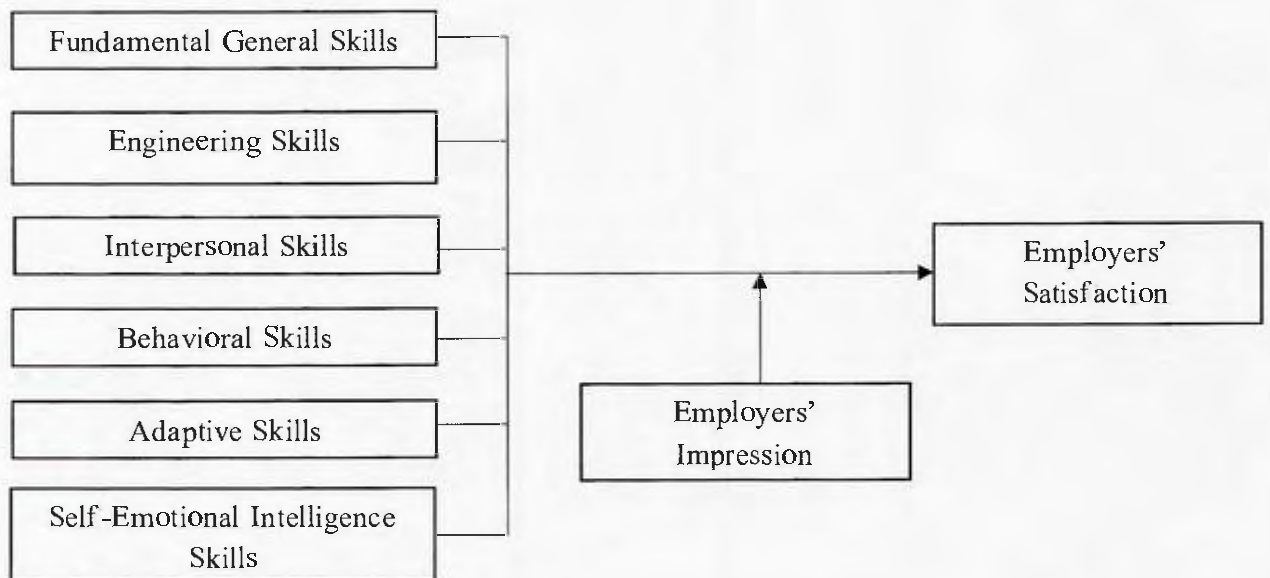 Fundamental General Skills
Engineering Skills
Interpersonal Skills
Behavioral Skills
Adaptive Skills
Self-Emotional Intelligence
Skills
Employers’
Impression
Employers’
Satisfaction